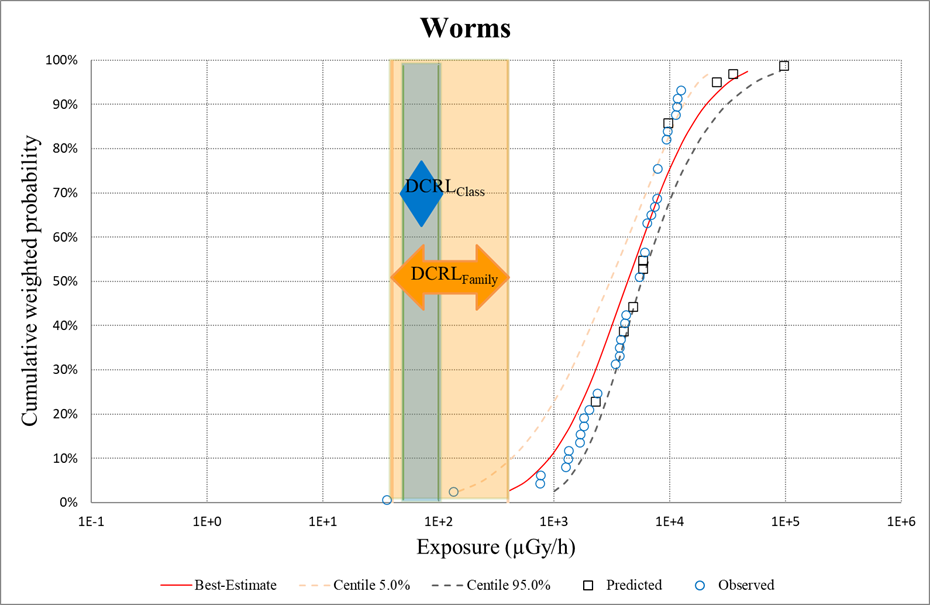 Worms
100%
90%
80%
70%
60%
50%
40%
30%
20%
10%
0%
Cumulative weighted probability
DCRLClass
DCRLFamily
1E-1 1E+0 1E+1 1E+2 1E+3 1E+4 1E+5 1E+6
Exposure (µGy/h)
Best-Estimate Centile 5.0% Centile 95.0% Predicted Observed